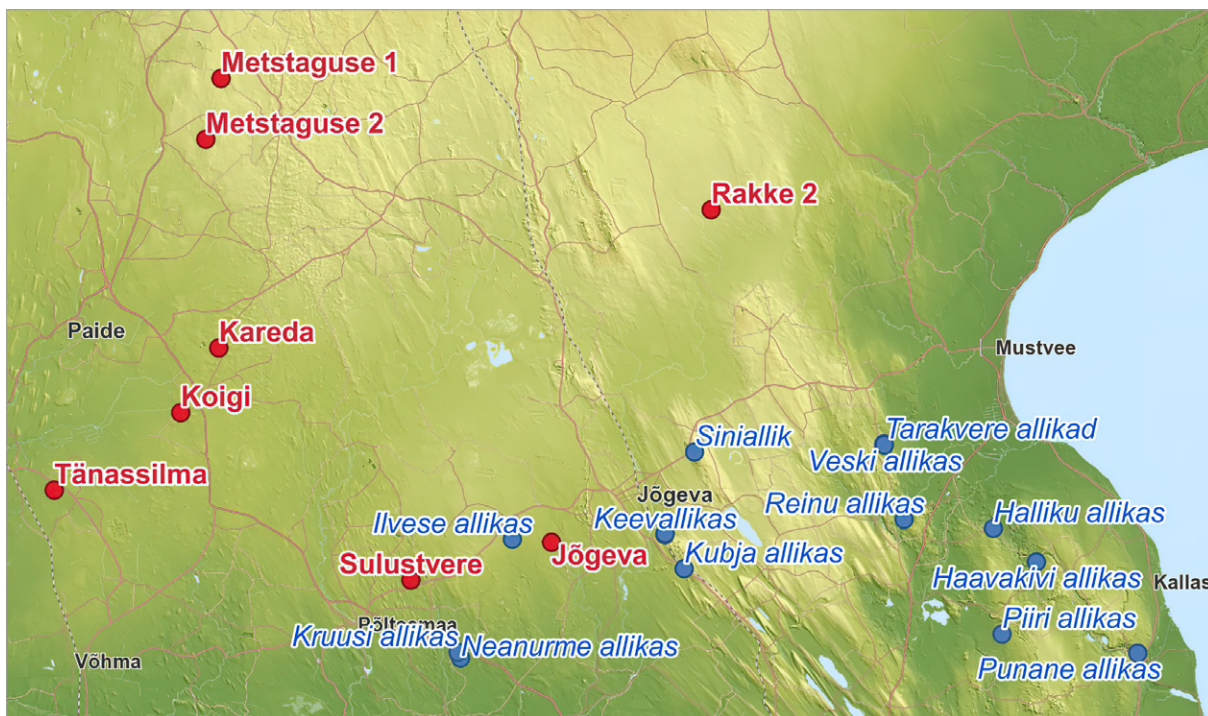 Metstaguse 1
Metstaguse 2
Rakke 2
Paide
Kareda
Mustvee
Koigi
Siniallik
Tarakvere allikad
Veski allikas
Tänassilma
Jõgeva
Reinu allikas
Ilvese allikas
Keevallikas
Halliku allikas
Sulustvere
Jõgeva
Kubja allikas
Haavakivi allikas
Kallas
Piiri allikas
Kruusi allikas
Neanurme allikas
Võhma
Punane allikas